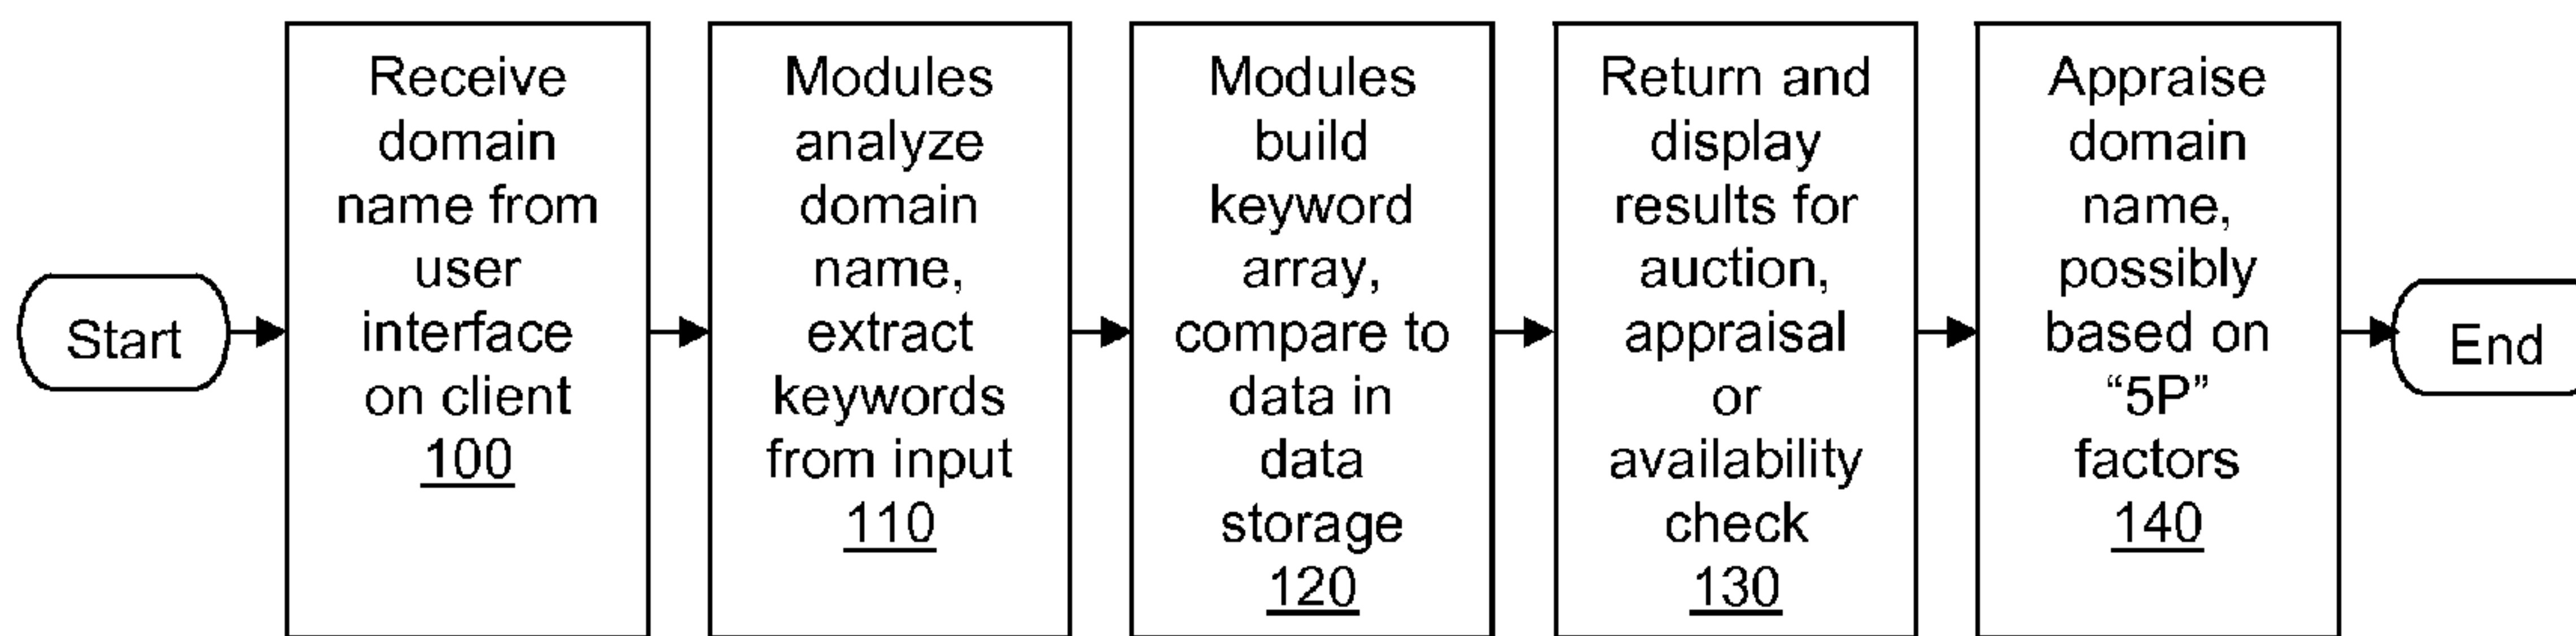 Start
Receive
domain
name from
user
interface
on client
100
Modules
analyze
domain
name,
extract
keywords
from input
110
Modules
build
keyword
array,
compare to
data in
data
storage
120
Return and
display
results for
auction,
appraisal
or
availability
check
130
Appraise
domain
name,
possibly
based on
“5P”
factors
140
End